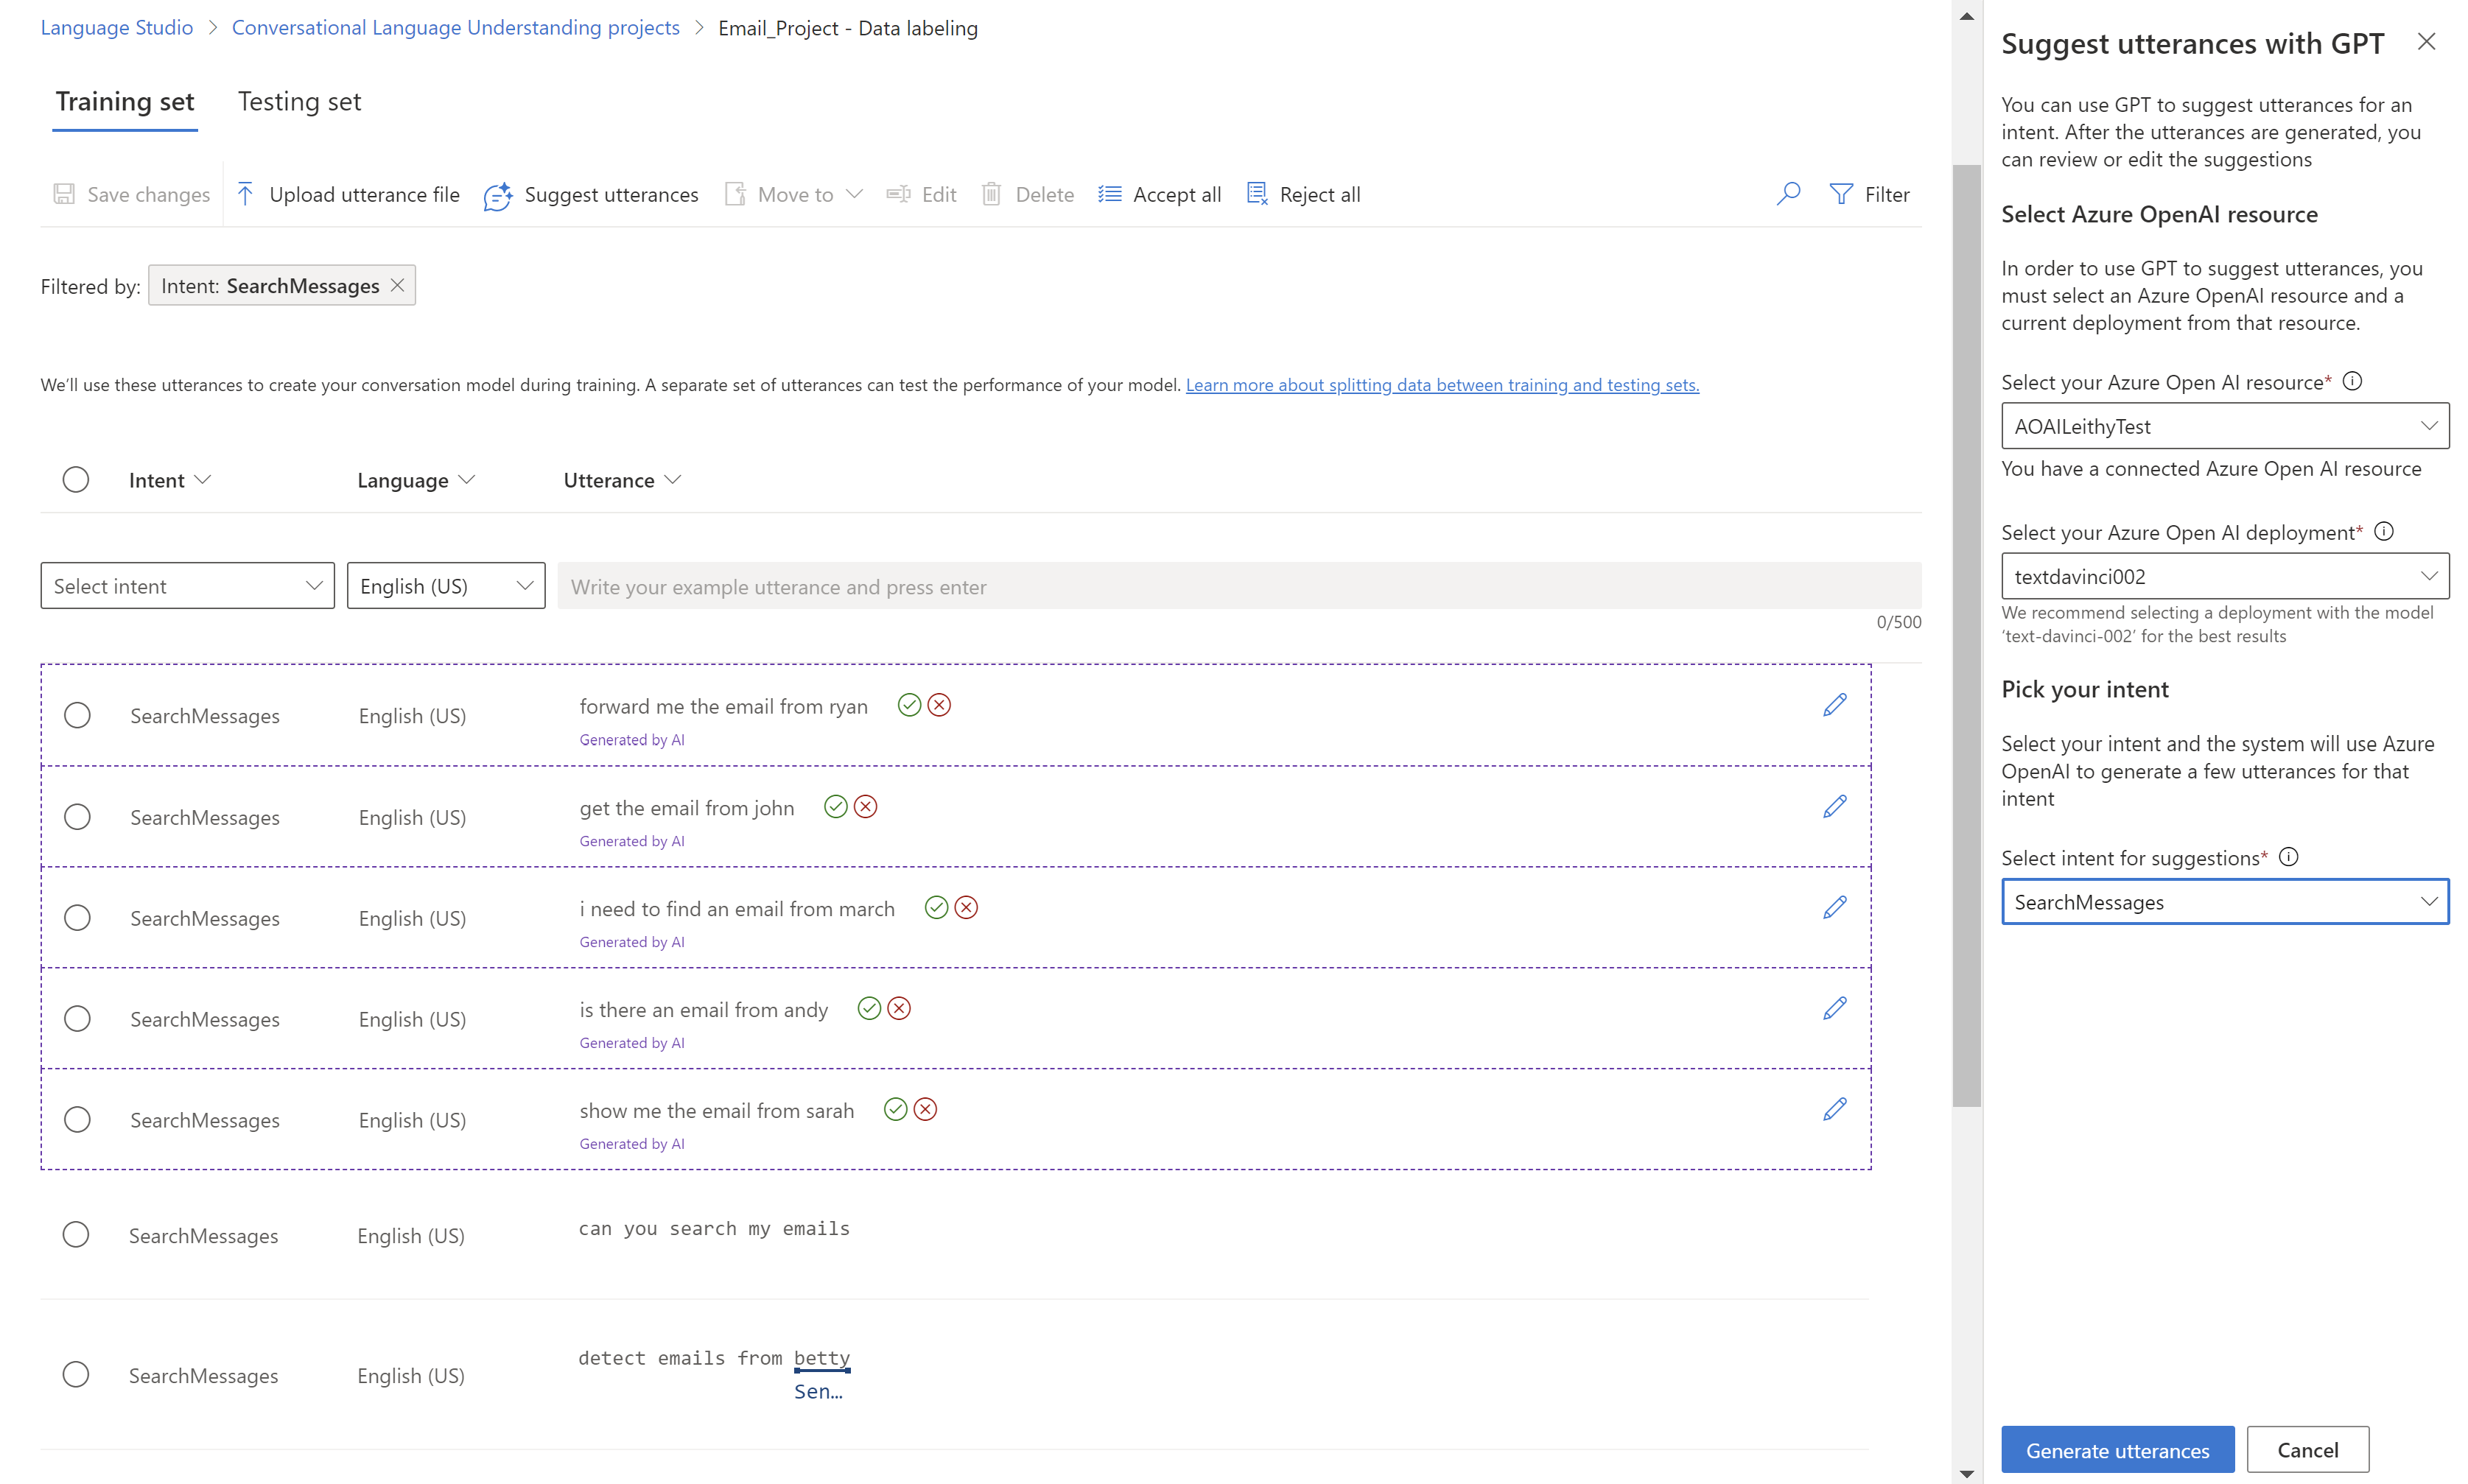 Language Studio > Conversational Language Understanding projects > Email_Project - Data labeling
Training set Testing set
Save changes Upload utterance file Suggest utterances Move to Edit Delete Accept all Reject all Filter
Filtered by: Intent: SearchMessages
We'll use these utterances to create your conversation model during training. A separate set of utterances can test the performance of your model. Learn more about splitting data between training and testing sets.
Intent Language Utterance
Select intent English (US) Write your example utterance and press enter
0/500
SearchMessages English (US) forward me the email from ryan
Generated by AI
SearchMessages English (US) get the email from john
Generated by AI
SearchMessages English (US) i need to find an email from march
Generated by AI
SearchMessages English (US) is there an email from andy
Generated by AI
SearchMessages English (US) show me the email from sarah
Generated by AI
SearchMessages English (US) can you search my emails
SearchMessages English (US) detect emails from betty
Sen...
Suggest utterances with GPT
You can use GPT to suggest utterances for an
intent. After the utterances are generated, you
can review or edit the suggestions
Select Azure OpenAI resource
In order to use GPT to suggest utterances, you
must select an Azure OpenAI resource and a
current deployment from that resource.
Select your Azure Open AI resource*
AOAILeithyTest
You have a connected Azure Open AI resource
Select your Azure Open AI deployment*
textdavinci002
We recommend selecting a deployment with the model
‘text-davinci-002’ for the best results
Pick your intent
Select your intent and the system will use Azure
OpenAI to generate a few utterances for that
intent
Select intent for suggestions*
SearchMessages
Generate utterances Cancel